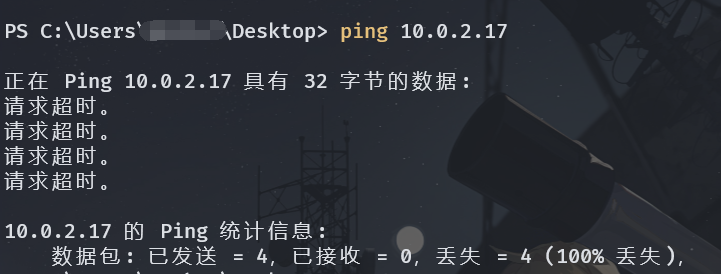 PS C:\Users\ \Desktop> ping 10.0.2.17
正在 Ping 10.0.2.17 具有 32 字节的数据:
请求超时。
请求超时。
请求超时。
请求超时。
10.0.2.17 的 Ping 统计信息:
数据包: 已发送 = 4, 已接收 = 0, 丢失 = 4 (100% 丢失),